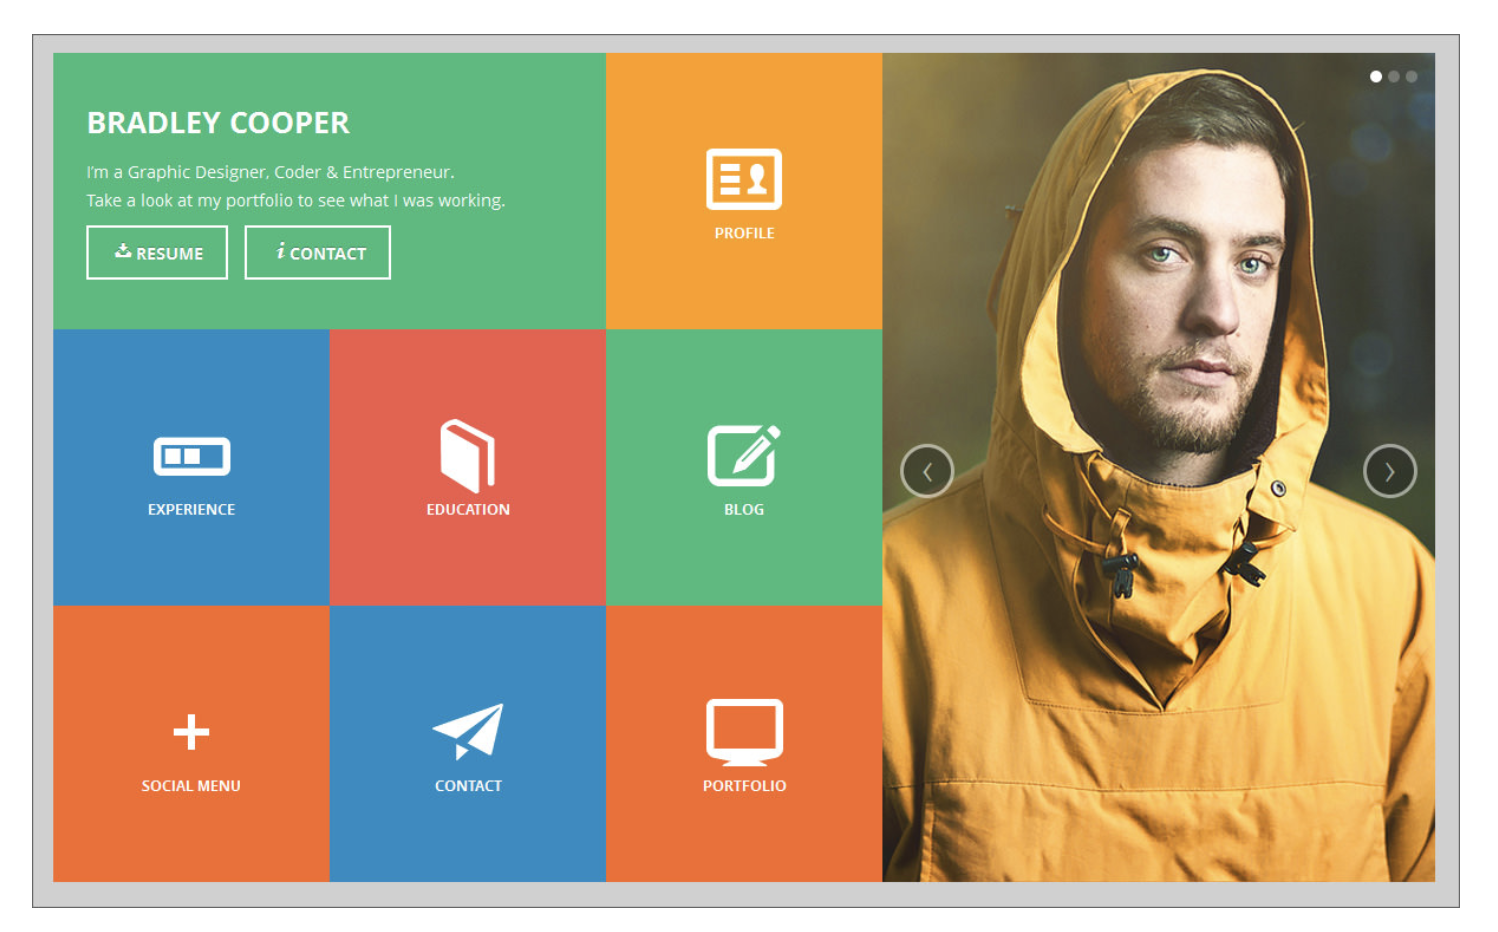 BRADLEY COOPER
I'm a Graphic Designer, Coder & Entrepreneur.
Take a look at my portfolio to see what I was working.
RESUME
i CONTACT
PROFILE
EXPERIENCE
EDUCATION
BLOG
SOCIAL MENU
CONTACT
PORTFOLIO